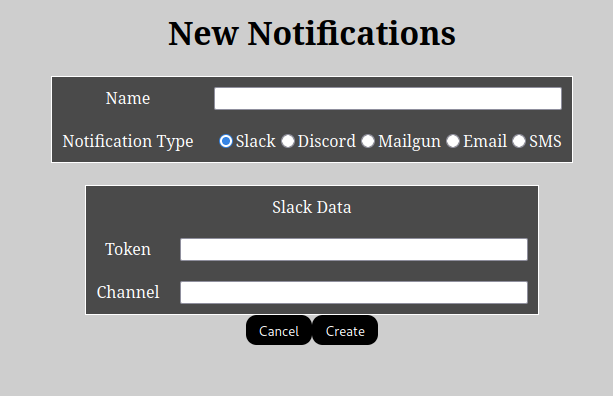 New Notifications
Name
Notification Type Slack Discord Mailgun Email SMS
Slack Data
Token
Channel
Cancel Create